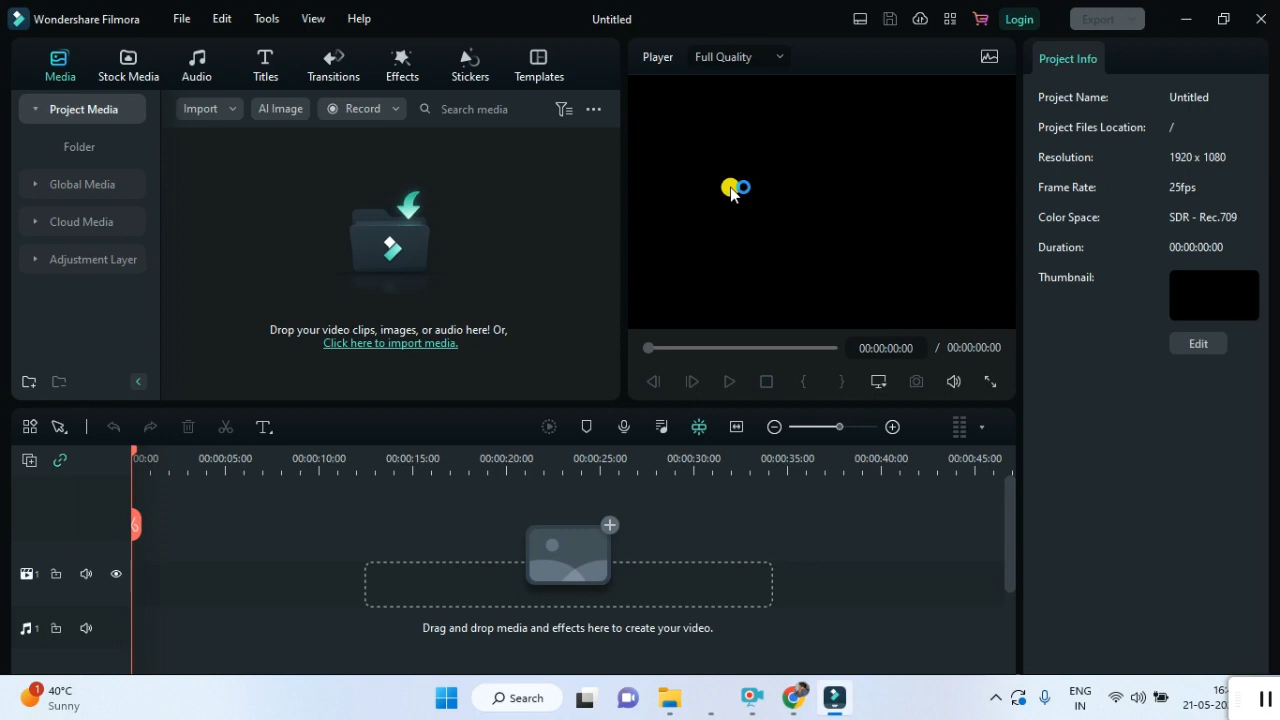 Wondershare Filmora File Edit Tools View Help Untitled Login Export
Media Stock Media Audio Titles Transitions Effects Stickers Templates
Project Media
Folder
Global Media
Cloud Media
Adjustment Layer
Import AI Image Record Search media
Drop your video clips, images, or audio here! Or,
Click here to import media.
Player Full Quality
00:00:00:00 / 00:00:00:00
Project Info
Project Name: Untitled
Project Files Location: /
Resolution: 1920 x 1080
Frame Rate: 25fps
Color Space: SDR - Rec.709
Duration: 00:00:00:00
Thumbnail:
Edit
00:00 00:00:05:00 00:00:10:00 00:00:15:00 00:00:20:00 00:00:25:00 00:00:30:00 00:00:35:00 00:00:40:00 00:00:45:00
1
1
Drag and drop media and effects here to create your video.
1
40°C
Sunny
Search
ENG
IN
16:
21-05-20